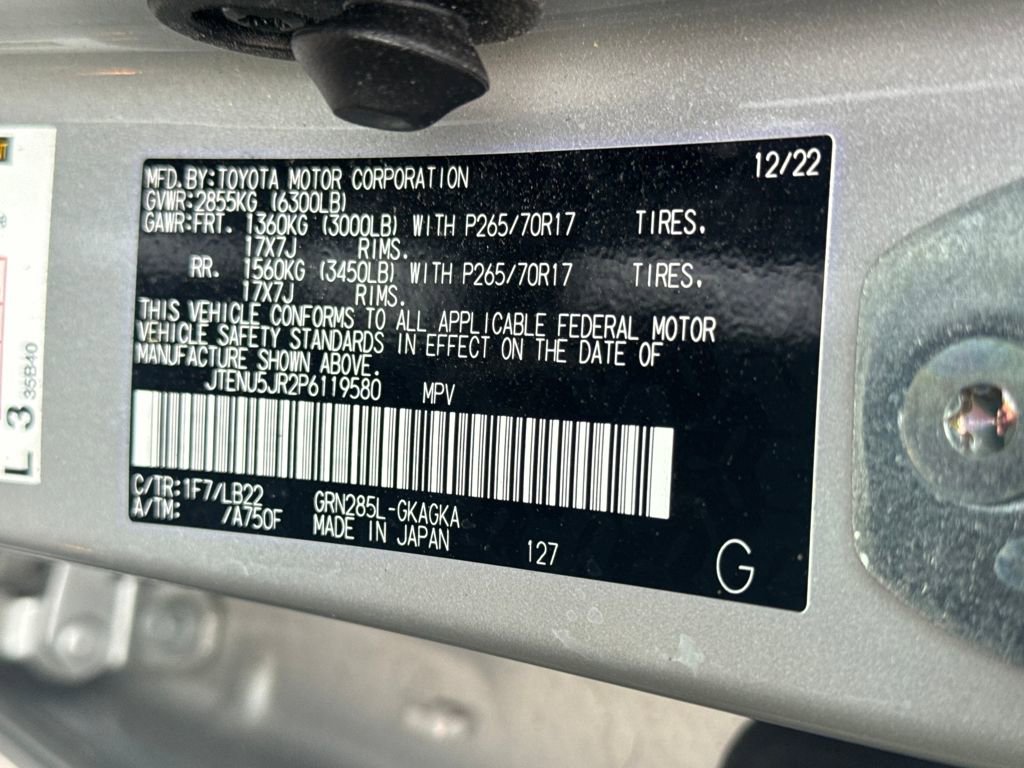 12/22
MFD.BY:TOYOTA MOTOR CORPORATION
GVWR:2855KG (6300LB)
GAWR:FRT. 1360KG (3000LB) WITH P265/70R17 TIRES.
17X7J RIMS.
RR. 1560KG (3450LB) WITH P265/70R17 TIRES.
17X7J RIMS.
THIS VEHICLE CONFORMS TO ALL APPLICABLE FEDERAL MOTOR
VEHICLE SAFETY STANDARDS IN EFFECT ON THE DATE OF
MANUFACTURE SHOWN ABOVE.
JTENU5JR2P6119580 MPV
C/TR:1F7/LB22 GRN285L-GKAGKA
A/TM: /A750F MADE IN JAPAN
127
G
L 3 35B40